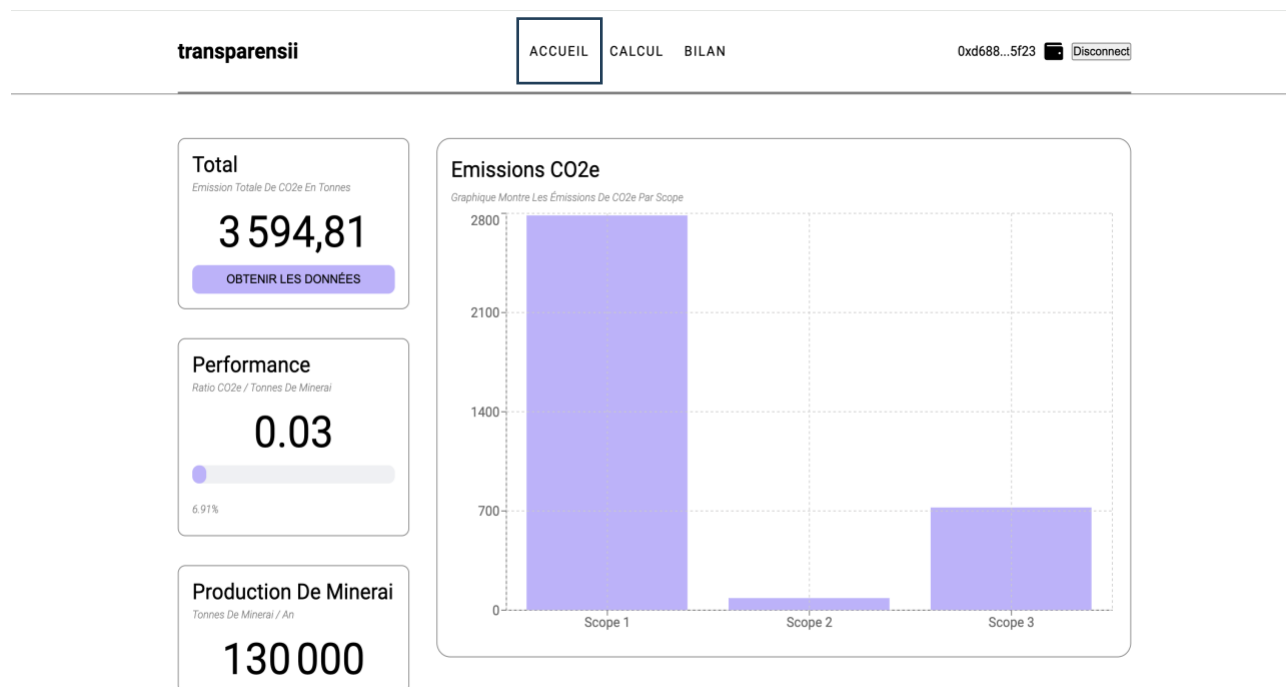 transparensii
ACCUEIL
CALCUL
BILAN
0xd688...5f23
Disconnect
Total
Emission Totale De CO2e En Tonnes
3 594,81
OBTENIR LES DONNÉES
Performance
Ratio CO2e / Tonnes De Minerai
0.03
6.91%
Production De Minerai
Tonnes De Minerai / An
130 000
Emissions CO2e
Graphique Montre Les Émissions De CO2e Par Scope
2800
2100
1400
700
0
Scope 1
Scope 2
Scope 3